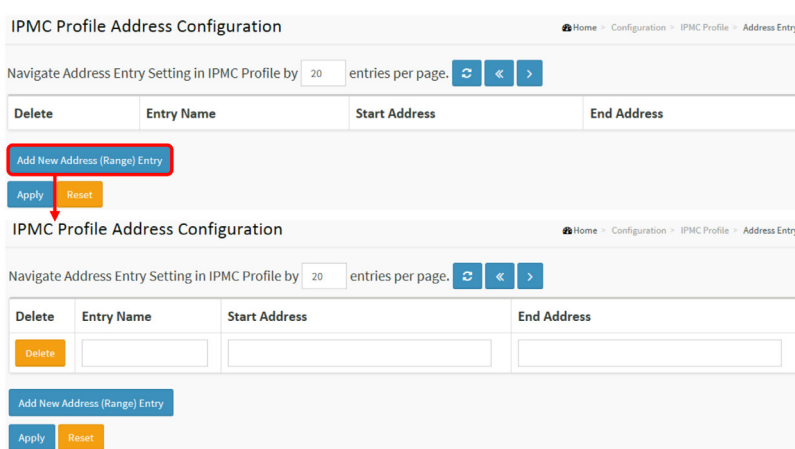 IPMC Profile Address Configuration
Home > Configuration > IPMC Profile > Address Entry
Navigate Address Entry Setting in IPMC Profile by 20 entries per page.
Delete Entry Name Start Address End Address
Add New Address (Range) Entry
Apply Reset
IPMC Profile Address Configuration
Home > Configuration > IPMC Profile > Address Entry
Navigate Address Entry Setting in IPMC Profile by 20 entries per page.
Delete Entry Name Start Address End Address
Delete
Add New Address (Range) Entry
Apply Reset